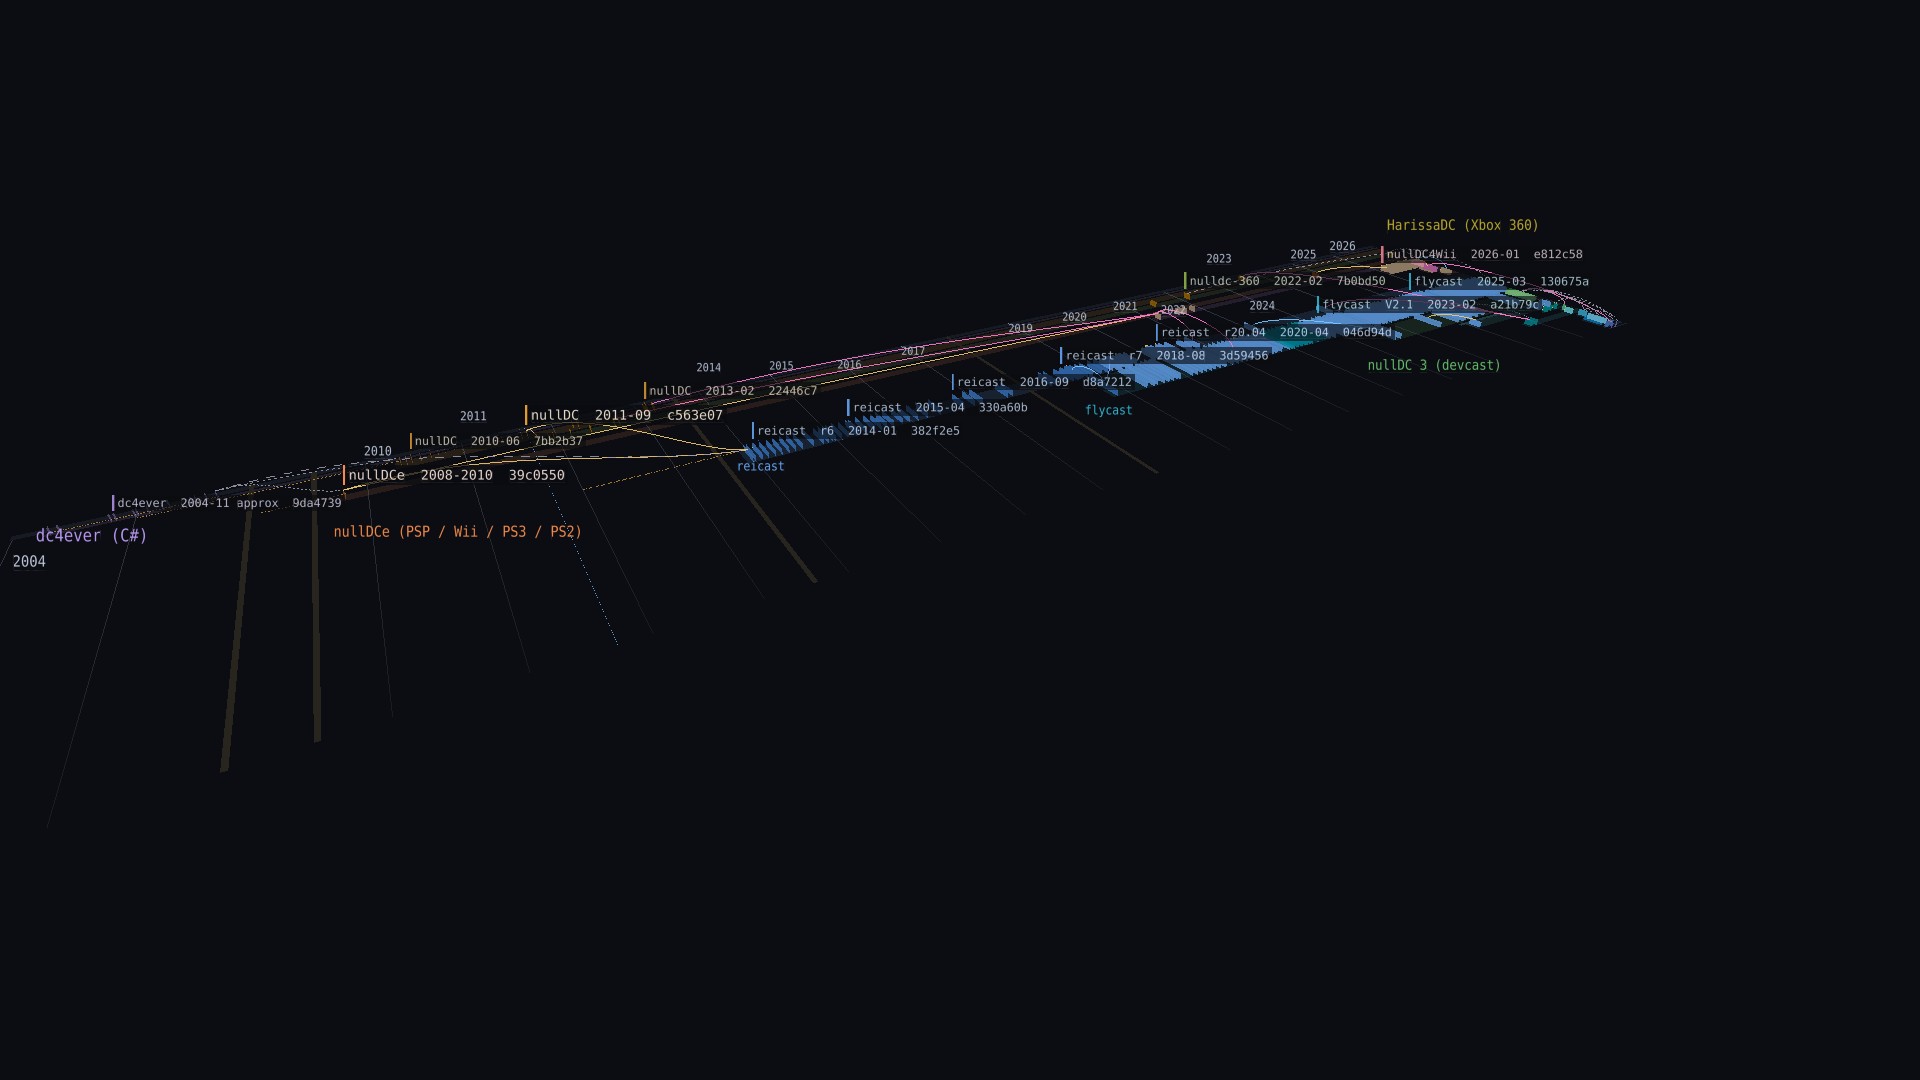 HarissaDC (Xbox 360)
2026
2025
nullDC4Wii 2026-01 e812c58
2023
nulldc-360 2022-02 7b0bd50
flycast 2025-03 130675a
2021
2022
2024
flycast V2.1 2023-02 a21b79c
2020
2019
reicast r20.04 2020-04 046d94d
2017
reicast r7 2018-08 3d59456
2014
2015
2016
nullDC 3 (devcast)
reicast 2016-09 d8a7212
nullDC 2013-02 22446c7
reicast 2015-04 330a60b
flycast
2011
nullDC 2011-09 c563e07
reicast r6 2014-01 382f2e5
nullDC 2010-06 7bb2b37
2010
reicast
nullDCe 2008-2010 39c0550
dc4ever 2004-11 approx 9da4739
dc4ever (C#)
nullDCe (PSP / Wii / PS3 / PS2)
2004